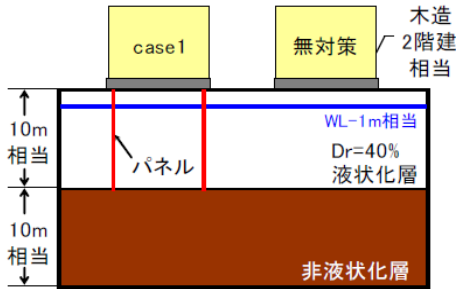 case1
無対策
木造
2階建
相当
10m
相当
WL-1m相当
Dr=40%
液状化層
パネル
10m
相当
非液状化層